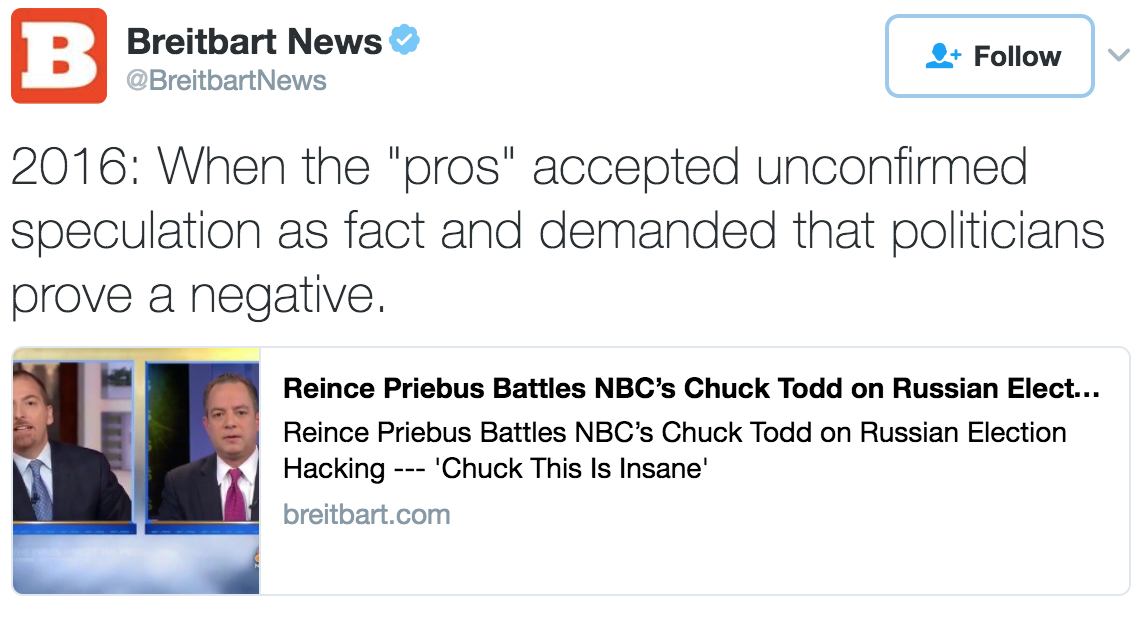 B
Breitbart News
@BreitbartNews
Follow
2016: When the "pros" accepted unconfirmed
speculation as fact and demanded that politicians
prove a negative.
Reince Priebus Battles NBC’s Chuck Todd on Russian Elect...
Reince Priebus Battles NBC’s Chuck Todd on Russian Election
Hacking --- 'Chuck This Is Insane'
breitbart.com